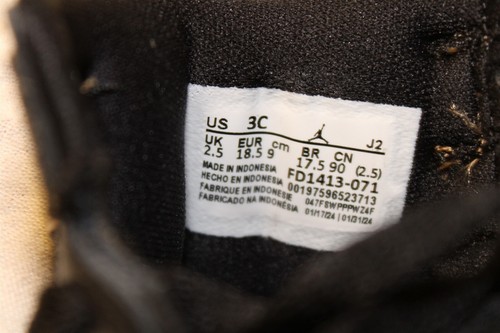 US 3C J2
UK EUR cm BR CN
2.5 18.5 9 17.5 90 (2.5)
MADE IN INDONESIA FD1413-071
HECHO EN INDONESIA 00197596523713
FABRIQUE EN INDONESIE 047FSWPPPWZ4F
FABRICADO NA INDONÉSIA 01/17/24 | 01/31/24